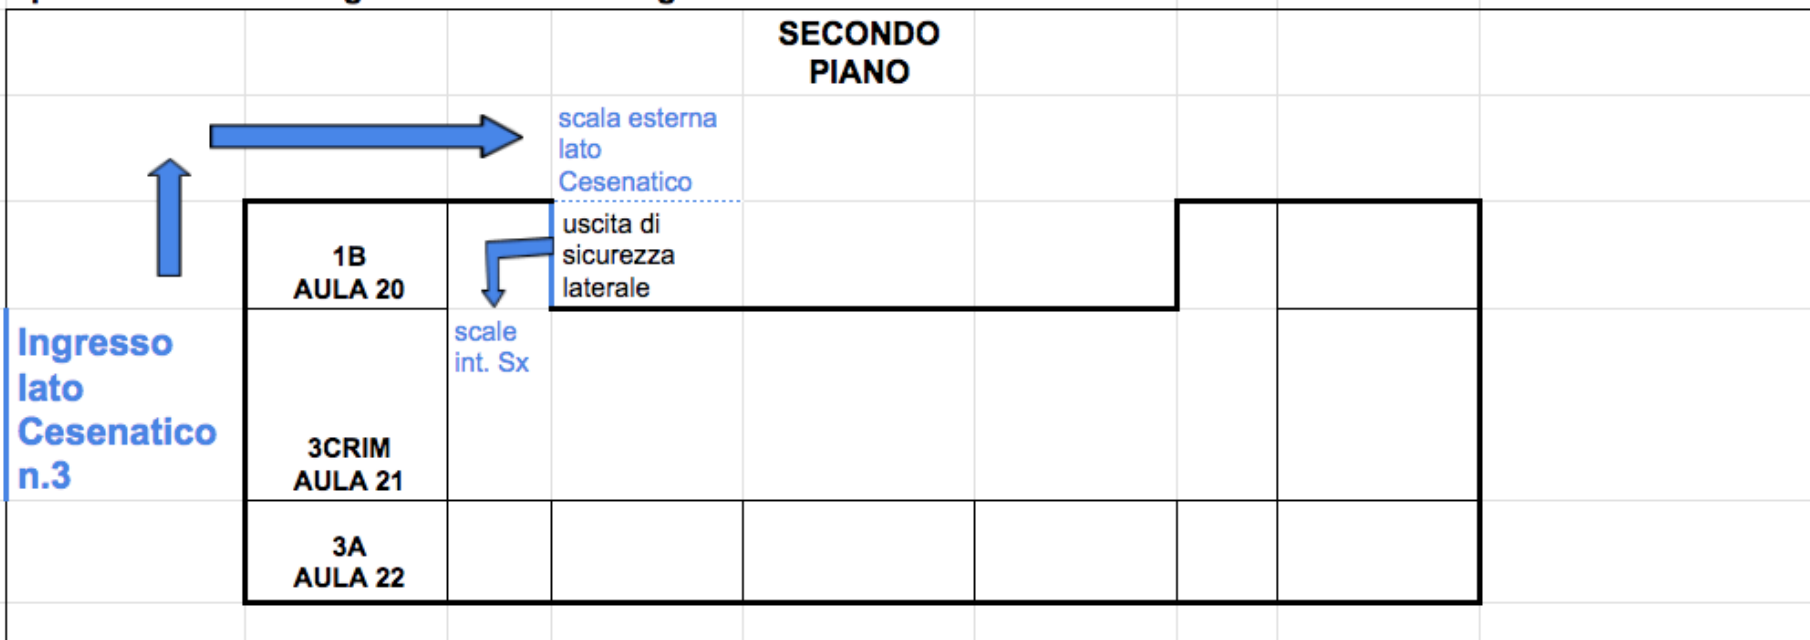 SECONDO
PIANO
scala esterna
lato
Cesenatico
uscita di
sicurezza
laterale
1B
AULA 20
scale
int. Sx
Ingresso
lato
Cesenatico
n.3
3CRIM
AULA 21
3A
AULA 22